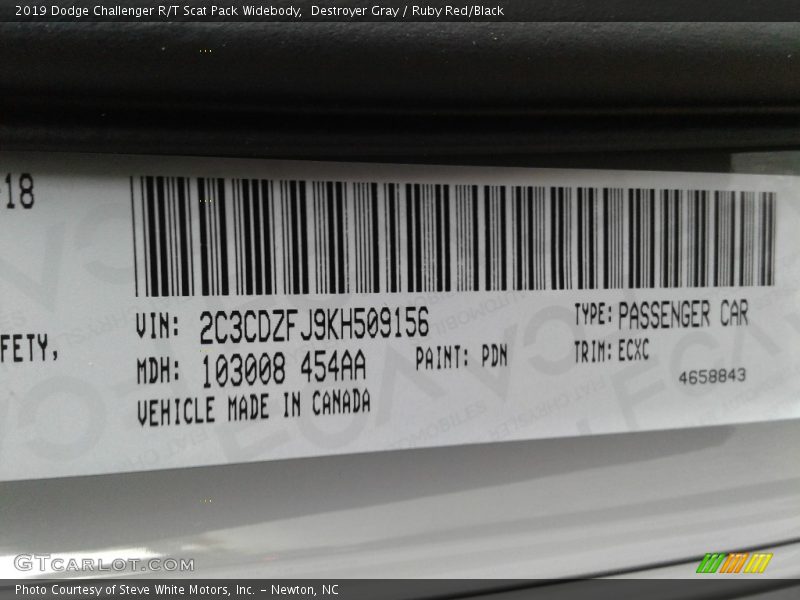 2019 Dodge Challenger R/T Scat Pack Widebody,  Destroyer Gray / Ruby Red/Black
-18
FETY,
VIN: 2C3CDZFJ9KH509156
TYPE: PASSENGER CAR
MDH: 103008 454AA
PAINT: PDN
TRIM: ECXC
VEHICLE MADE IN CANADA
4658843
GTcarlot.com
Photo Courtesy of Steve White Motors, Inc. – Newton, NC